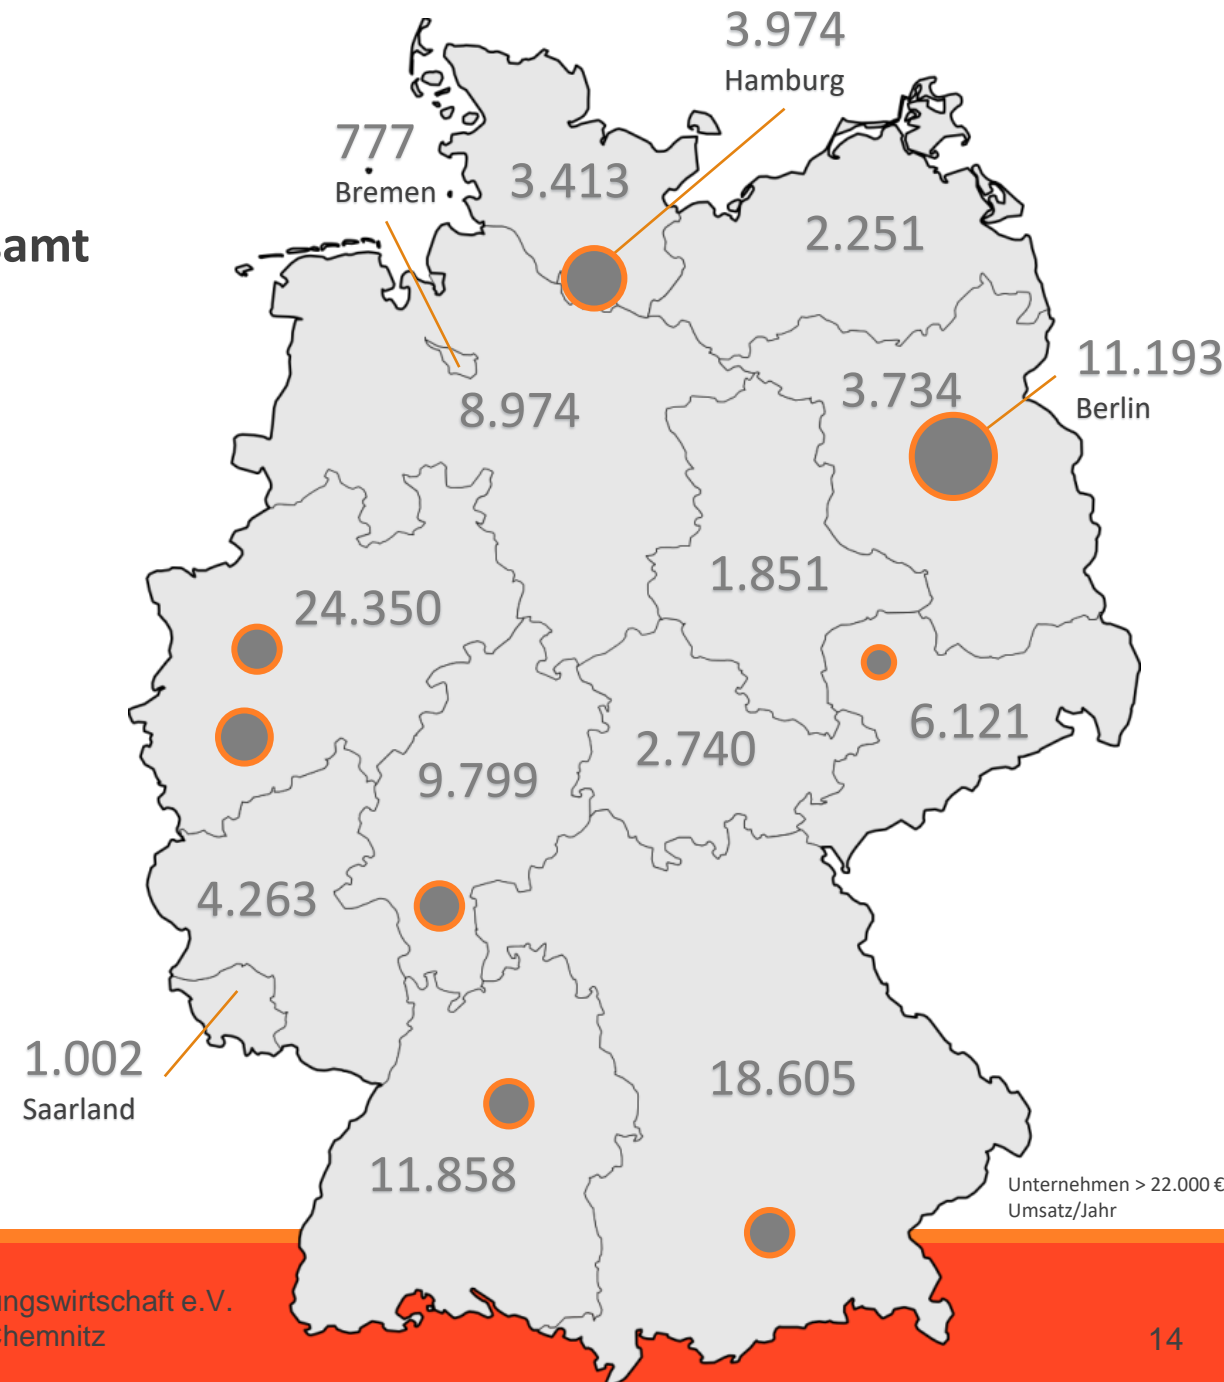 3.974
Hamburg
777
Bremen
3.413
2.251
amt
11.193
Berlin
3.734
8.974
1.851
24.350
6.121
2.740
9.799
4.263
1.002
Saarland
18.605
11.858
Unternehmen > 22.000 €
Umsatz/Jahr
ungswirtschaft e.V.
Chemnitz
14